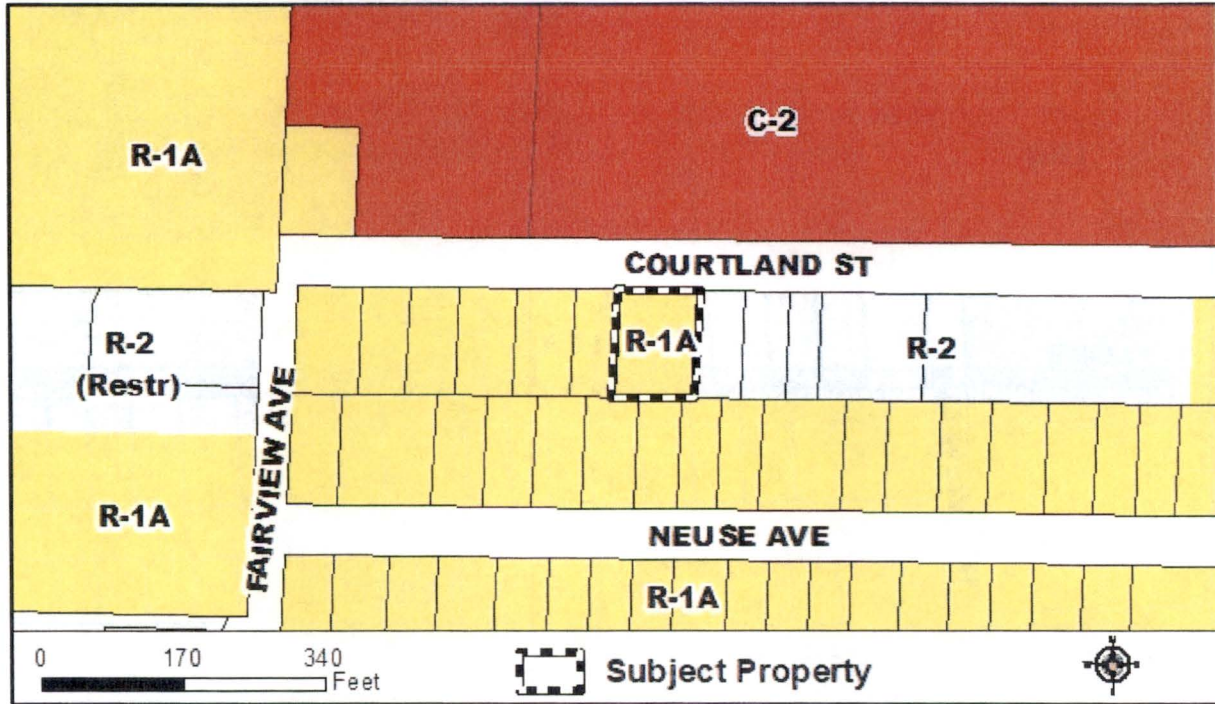 C-2
R-1A
COURTLAND ST
R-1A
R-2
R-2
(Restr)
FAIRVIEW AVE
R-1A
NEUSE AVE
R-1A
0 170 340
Feet
Subject Property